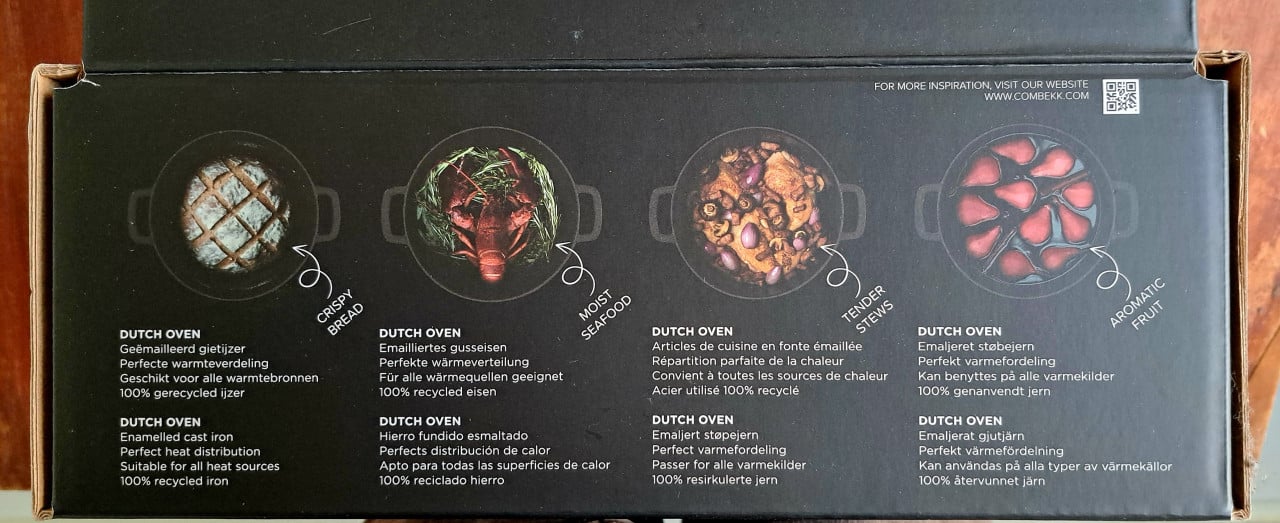 FOR MORE INSPIRATION, VISIT OUR WEBSITE
WWW.COMBEKK.COM
CRISPY
BREAD
MOIST
SEAFOOD
TENDER
STEWS
AROMATIC
FRUIT
DUTCH OVEN
Geëmailleerd gietijzer
Perfecte warmteverdeling
Geschikt voor alle warmtebronnen
100% gerecycled ijzer
DUTCH OVEN
Emailliertes gusseisen
Perfekte wärmeverteilung
Für alle wärmequellen geeignet
100% recycled eisen
DUTCH OVEN
Articles de cuisine en fonte émaillée
Répartition parfaite de la chaleur
Convient à toutes les sources de chaleur
Acier utilisé 100% recyclé
DUTCH OVEN
Emaljeret støbejern
Perfekt varmefordeling
Kan benyttes på alle varmekilder
100% genanvendt jern
DUTCH OVEN
Enamelled cast iron
Perfect heat distribution
Suitable for all heat sources
100% recycled iron
DUTCH OVEN
Hierro fundido esmaltado
Perfects distribución de calor
Apto para todas las superficies de calor
100% reciclado hierro
DUTCH OVEN
Emaljert støpejern
Perfect varmefordeling
Passer for alle varmekilder
100% resirkulerte jern
DUTCH OVEN
Emaljerat gjutjärn
Perfekt värmefördelning
Kan användas på alla typer av värmekällor
100% återvunnet järn